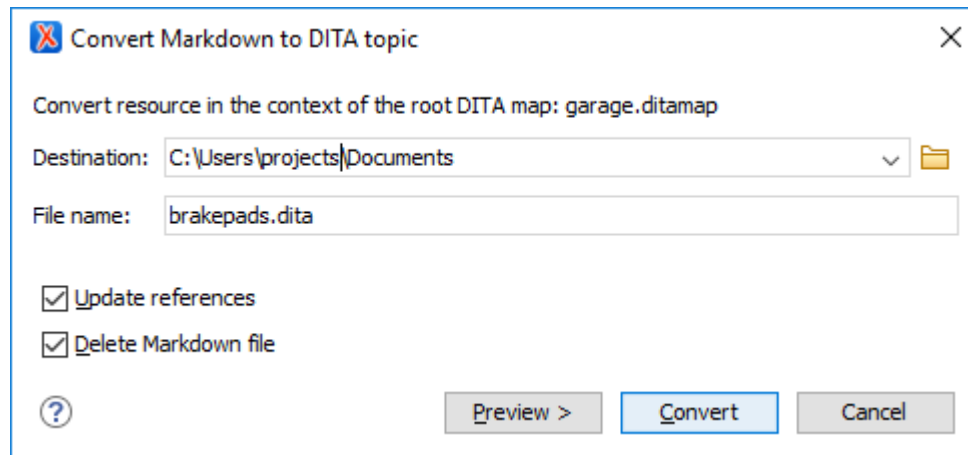 Convert Markdown to DITA topic
Convert resource in the context of the root DITA map: garage.ditamap
Destination: C:\Users\projects\Documents
File name: brakepads.dita
Update references
Delete Markdown file
? Preview > Convert Cancel